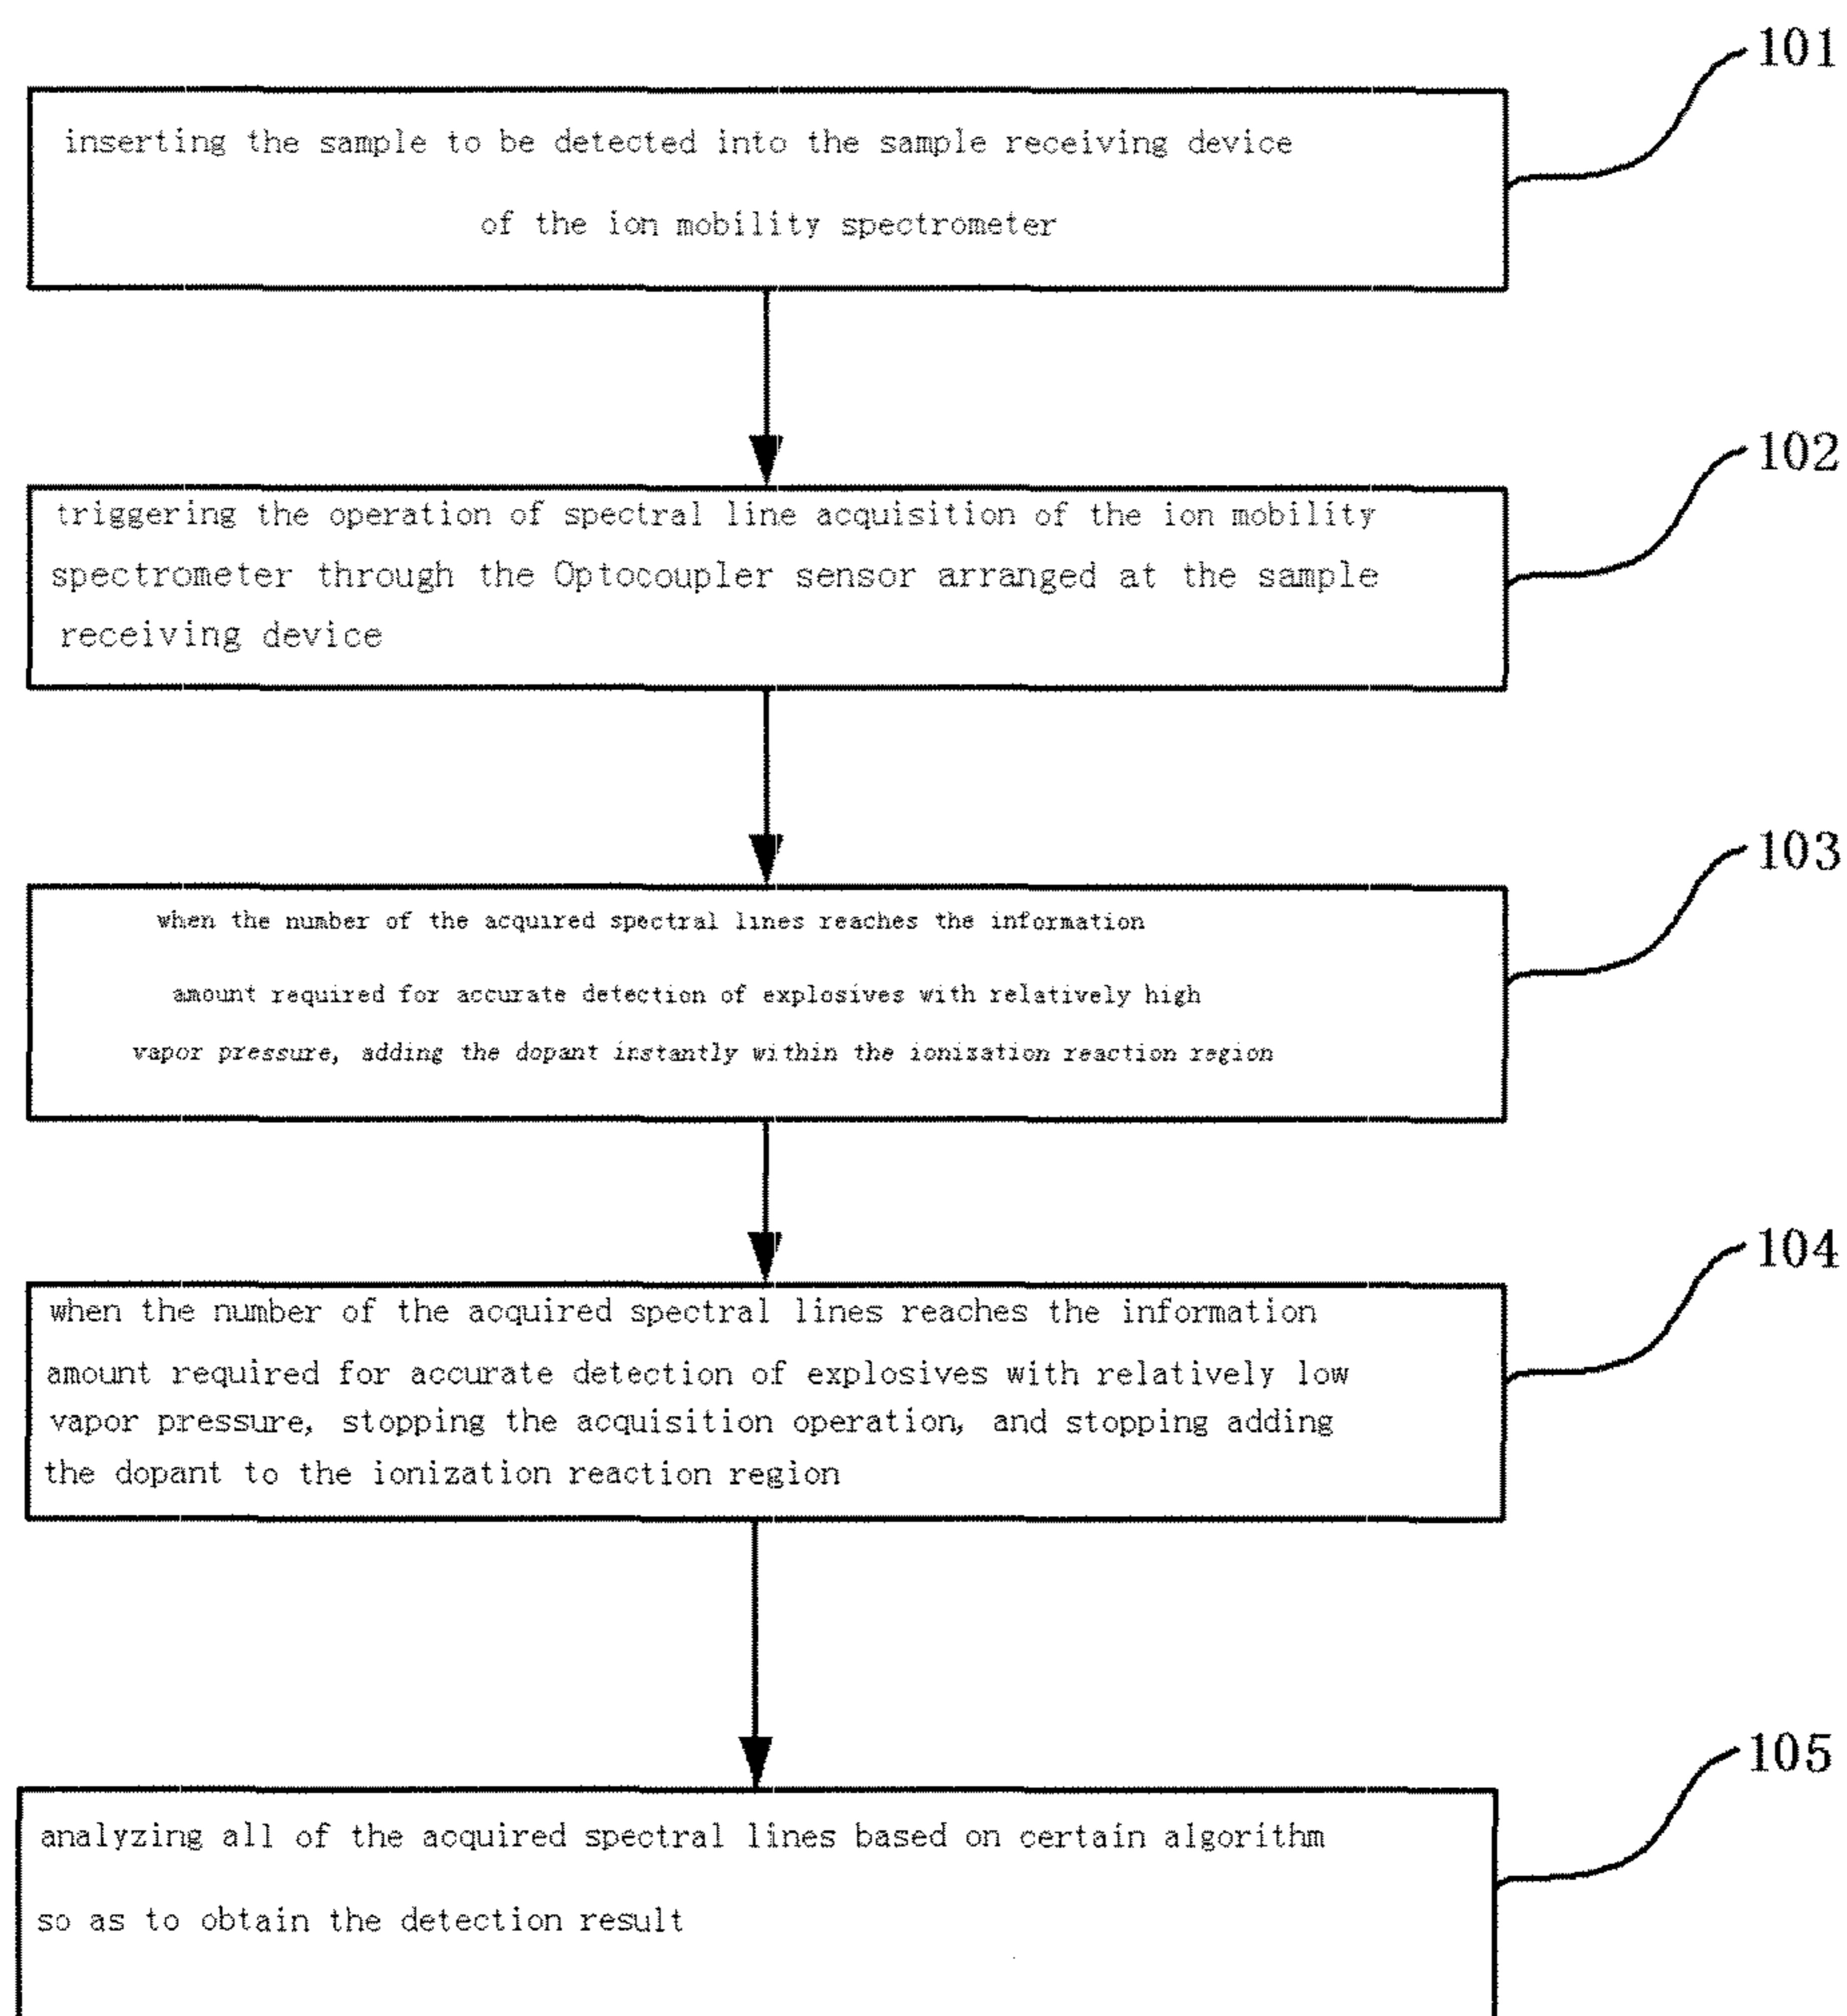 101
inserting the sample to be detected into the sample receiving device
of the ion mobility spectrometer
102
triggering the operation of spectral line acquisition of the ion mobility
spectrometer through the Optocoupler sensor arranged at the sample
receiving device
103
when the number of the acquired spectral lines reaches the information
amount required for accurate detection of explosives with relatively high
vapor pressure, adding the dopant instantly within the ionization reaction region
104
when the number of the acquired spectral lines reaches the information
amount required for accurate detection of explosives with relatively low
vapor pressure, stopping the acquisition operation, and stopping adding
the dopant to the ionization reaction region
105
analyzing all of the acquired spectral lines based on certain algorithm
so as to obtain the detection result